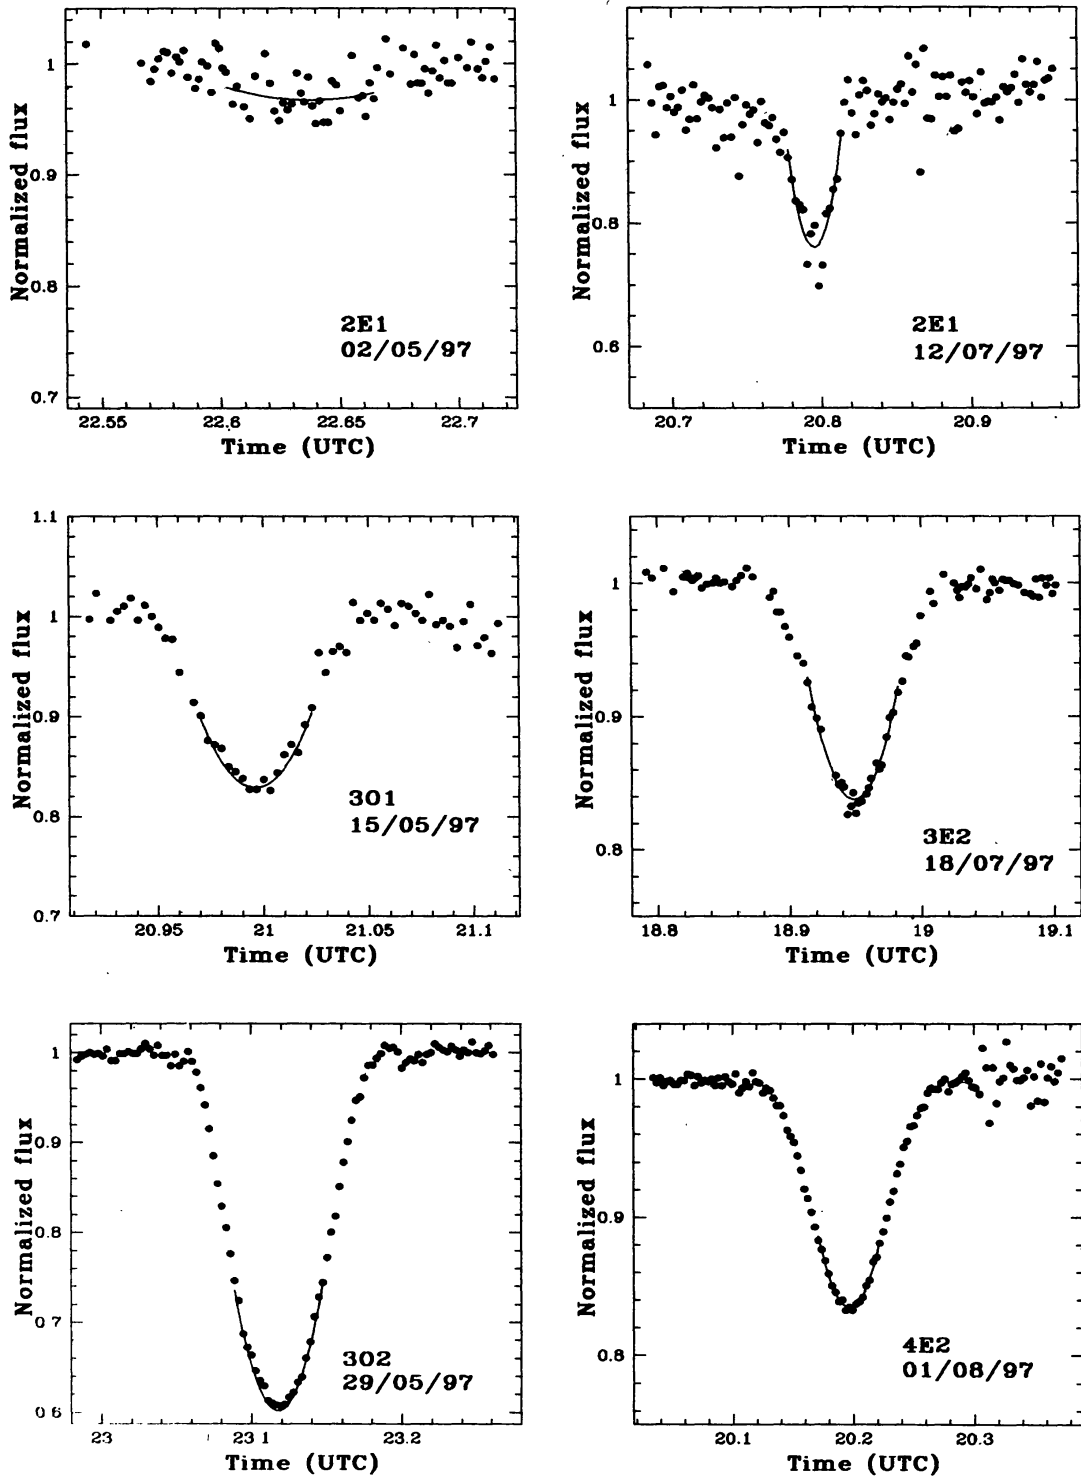 1
0.9
0.8
0.7
Normalized flux
2E1
02/05/97
22.55
22.6
22.65
22.7
Time (UTC)
1
0.8
0.6
Normalized flux
2E1
12/07/97
20.7
20.8
20.9
Time (UTC)
1.1
1
0.9
0.8
0.7
Normalized flux
3O1
15/05/97
20.95
21
21.05
21.1
Time (UTC)
1
0.9
0.8
Normalized flux
3E2
18/07/97
18.8
18.9
19
19.1
Time (UTC)
1
0.9
0.8
0.7
0 6
Normalized flux
3O2
29/05/97
23
23 1
23.2
Time (UTC)
1
0.9
0.8
Normalized flux
4E2
01/08/97
20.1
20.2
20.3
Time (UTC)